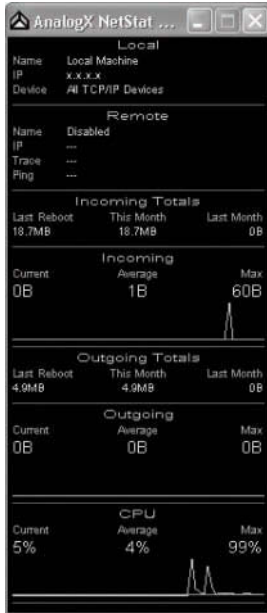 AnalogX NetStat ...
Local
Name Local Machine
IP x.x.x.x
Device All TCP/IP Devices
Remote
Name Disabled
IP ---
Trace ---
Ping ---
Incoming Totals
Last Reboot This Month Last Month
18.7MB 18.7MB 0B
Incoming
Current Average Max
0B 1B 60B
Outgoing Totals
Last Reboot This Month Last Month
4.9MB 4.9MB 0B
Outgoing
Current Average Max
0B 0B 0B
CPU
Current Average Max
5% 4% 99%